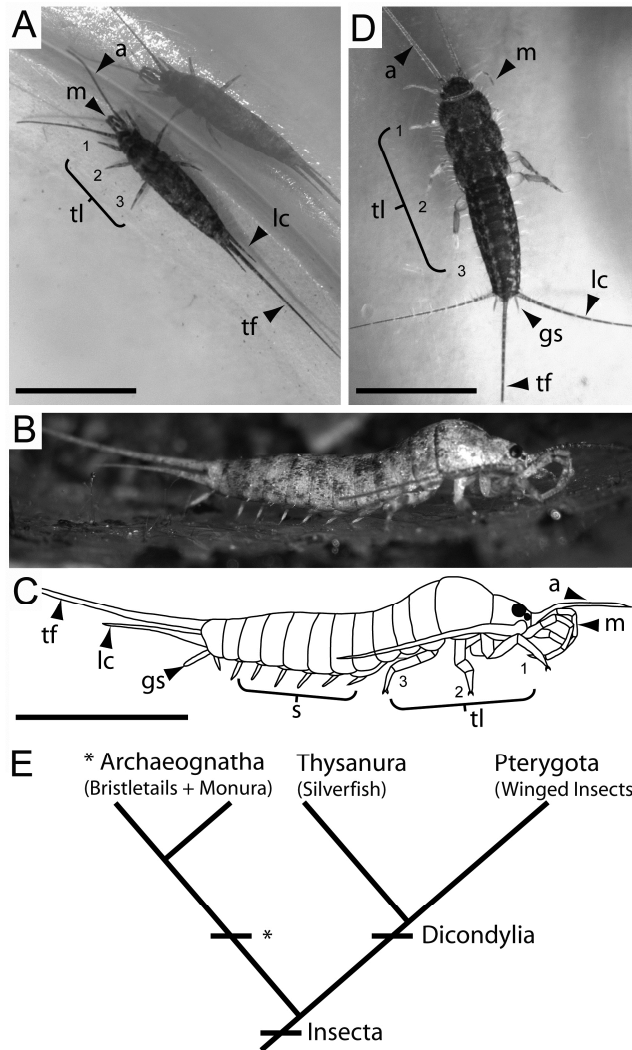 A
a
m
1
2
3
tl
lc
tf
D
a
m
1
tl
2
3
lc
gs
tf
B
C
a
m
tf
lc
gs
s
3
2
1
tl
E
* Archaeognatha
(Bristletails + Monura)
Thysanura
(Silverfish)
Pterygota
(Winged Insects
*
Dicondylia
Insecta